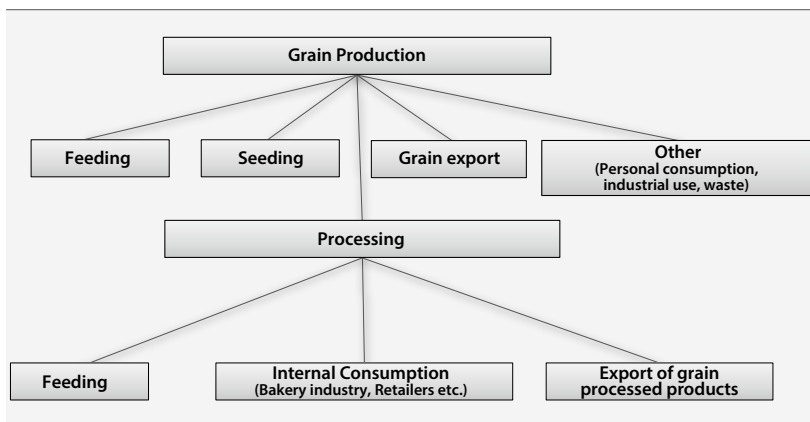 Grain Production
Feeding
Seeding
Grain export
Other
(Personal consumption,
industrial use, waste)
Processing
Feeding
Internal Consumption
(Bakery industry, Retailers etc.)
Export of grain
processed products